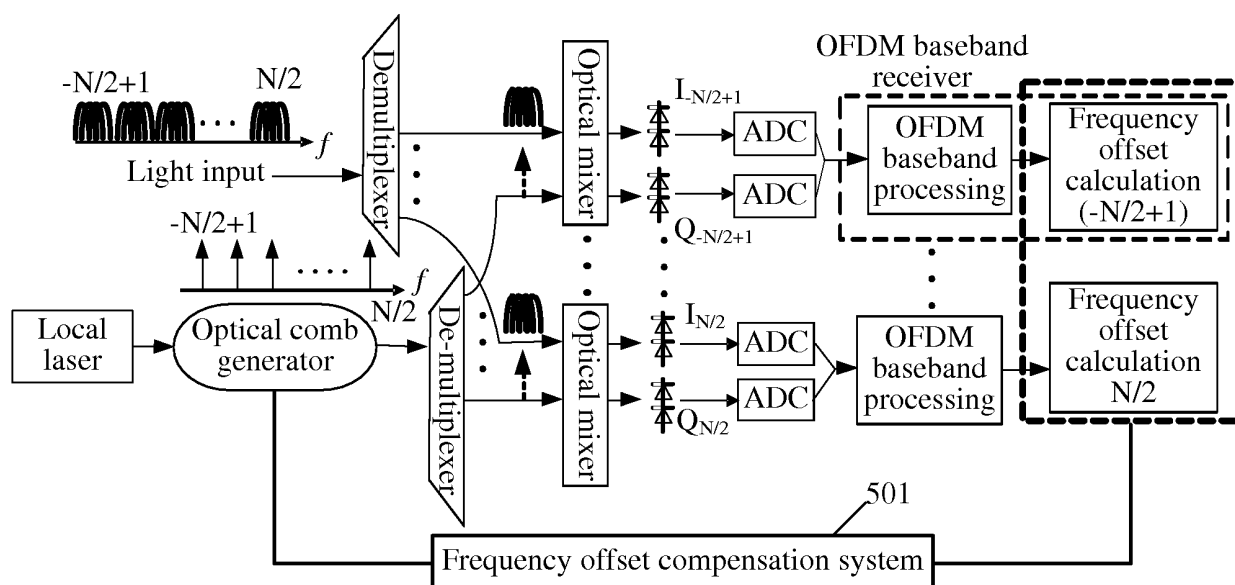 -N/2+1
N/2
f
Light input
Demultiplexer
Optical mixer
I-N/2+1
ADC
ADC
Q-N/2+1
OFDM baseband
receiver
OFDM
baseband
processing
Frequency
offset
calculation
(-N/2+1)
-N/2+1
f
N/2
Local
laser
Optical comb
generator
De-multiplexer
Optical mixer
IN/2
ADC
ADC
QN/2
OFDM
baseband
processing
Frequency
offset
calculation
N/2
501
Frequency offset compensation system